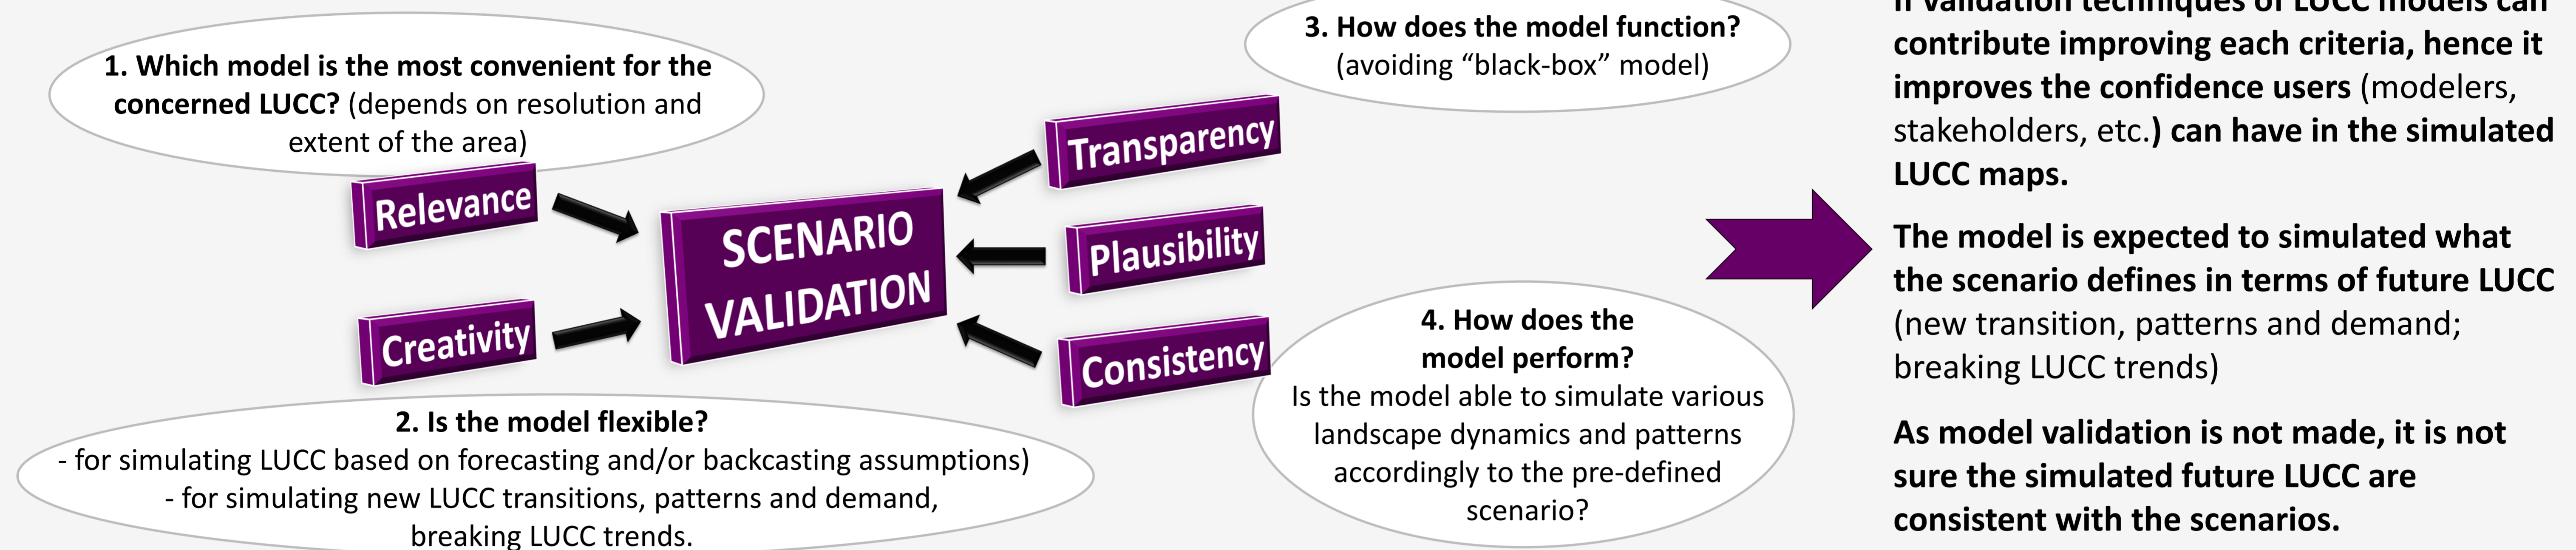 1. Which model is the most convenient for the
concerned LUCC? (depends on resolution and
extent of the area)
Relevance
Creativity
2. Is the model flexible?
- for simulating LUCC based on forecasting and/or backcasting assumptions)
- for simulating new LUCC transitions, patterns and demand,
breaking LUCC trends.
SCENARIO
VALIDATION
3. How does the model function?
(avoiding “black-box” model)
Transparency
Plausibility
Consistency
4. How does the
model perform?
Is the model able to simulate various
landscape dynamics and patterns
accordingly to the pre-defined
scenario?
If validation techniques of LUCC models can
contribute improving each criteria, hence it
improves the confidence users (modelers,
stakeholders, etc.) can have in the simulated
LUCC maps.
The model is expected to simulated what
the scenario defines in terms of future LUCC
(new transition, patterns and demand;
breaking LUCC trends)
As model validation is not made, it is not
sure the simulated future LUCC are
consistent with the scenarios.